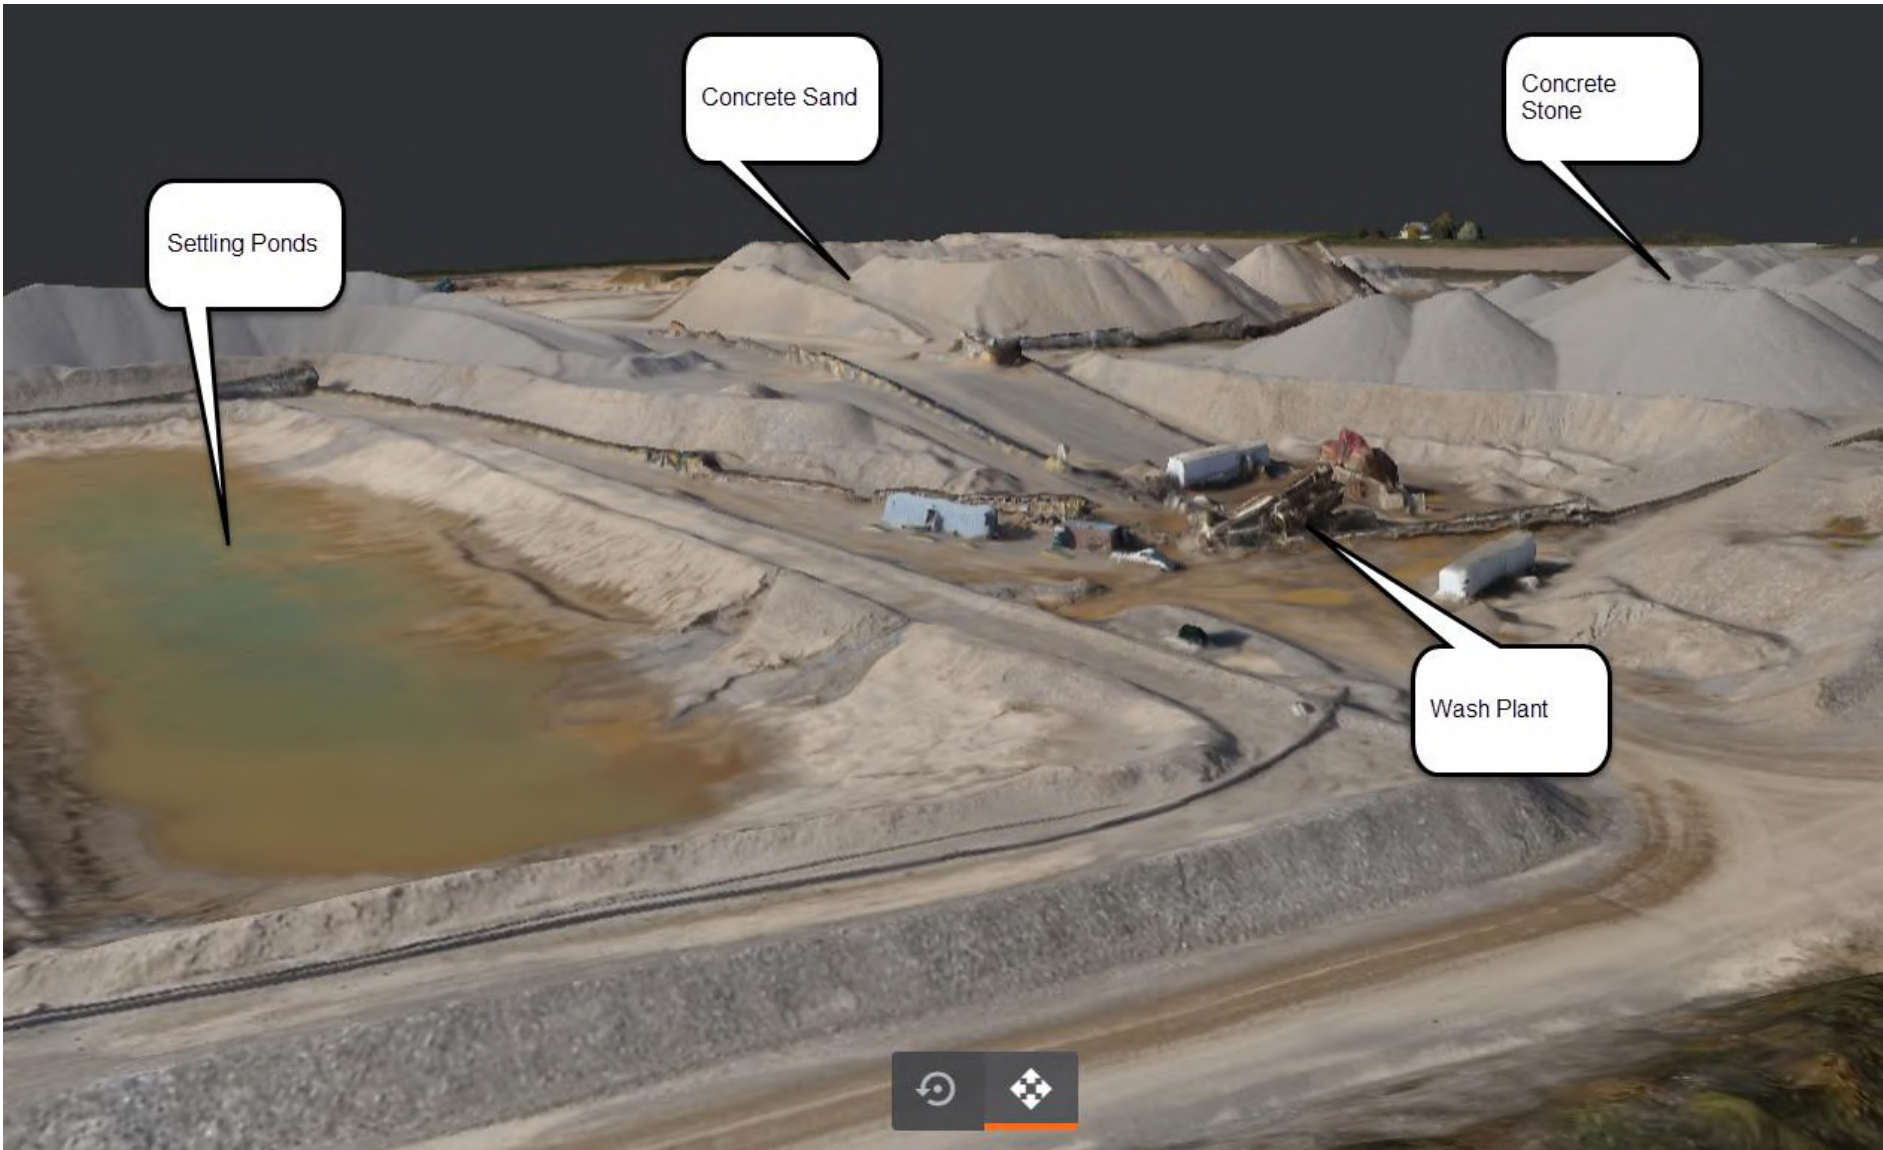 Concrete Sand
Concrete
Stone
Settling Ponds
Wash Plant